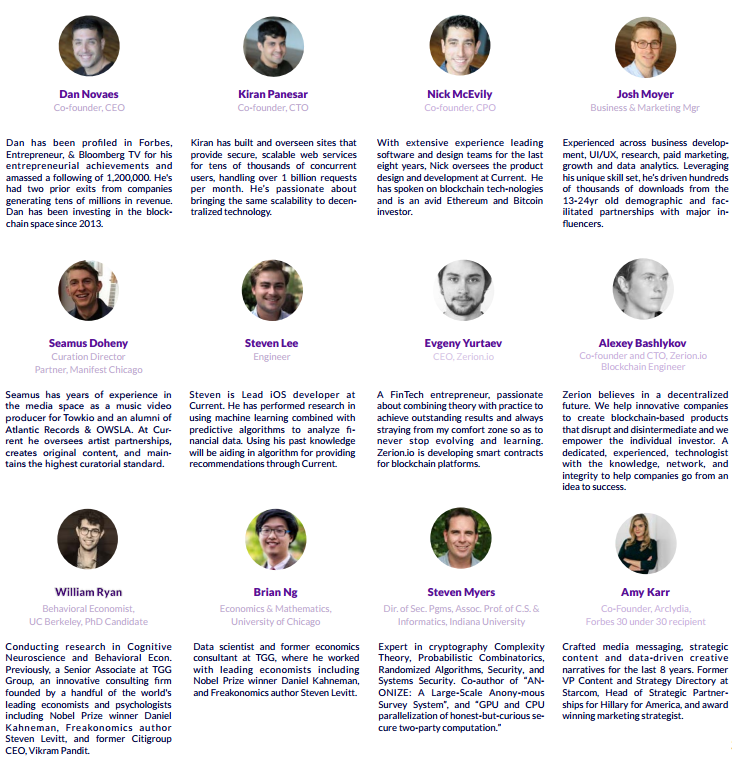 Dan Novaes
Co-founder, CEO
Dan has been profiled in Forbes,
Entrepreneur, & Bloomberg TV for his
entrepreneurial achievements and
amassed a following of 1,200,000. He's
had two prior exits from companies
generating tens of millions in revenue.
Dan has been investing in the block-
chain space since 2013.
Kiran Panesar
Co-founder, CTO
Kiran has built and overseen sites that
provide secure, scalable web services
for tens of thousands of concurrent
users, handling over 1 billion requests
per month. He's passionate about
bringing the same scalability to decen-
tralized technology.
Nick McEvily
Co-founder, CPO
With extensive experience leading
software and design teams for the last
eight years, Nick oversees the product
design and development at Current. He
has spoken on blockchain tech-nologies
and is an avid Ethereum and Bitcoin
investor.
Josh Moyer
Business & Marketing Mgr
Experienced across business develop-
ment, UI/UX, research, paid marketing,
growth and data analytics. Leveraging
his unique skill set, he's driven hundreds
of thousands of downloads from the
13-24yr old demographic and fac-
ilitated partnerships with major in-
fluencers.
Seamus Doheny
Curation Director
Partner, Manifest Chicago
Seamus has years of experience in
the media space as a music video
producer for Towkio and an alumni of
Atlantic Records & OWSLA. At Cur-
rent he oversees artist partnerships,
creates original content, and main-
tains the highest curatorial standard.
Steven Lee
Engineer
Steven is Lead iOS developer at
Current. He has performed research in
using machine learning combined with
predictive algorithms to analyze fi-
nancial data. Using his past knowledge
will be aiding in algorithm for providing
recommendations through Current.
Evgeny Yurtaev
CEO, Zerion.io
A FinTech entrepreneur, passionate
about combining theory with practice to
achieve outstanding results and always
straying from my comfort zone so as to
never stop evolving and learning.
Zerion.io is developing smart contracts
for blockchain platforms.
Alexey Bashlykov
Co-founder and CTO, Zerion.io
Blockchain Engineer
Zerion believes in a decentralized
future. We help innovative companies
to create blockchain-based products
that disrupt and disintermediate and we
empower the individual investor. A
dedicated, experienced, technologist
with the knowledge, network, and
integrity to help companies go from an
idea to success.
William Ryan
Behavioral Economist,
UC Berkeley, PhD Candidate
Conducting research in Cognitive
Neuroscience and Behavioral Econ.
Previously, a Senior Associate at TGG
Group, an innovative consulting firm
founded by a handful of the world's
leading economists and psychologists
including Nobel Prize winner Daniel
Kahneman, Freakonomics author
Steven Levitt, and former Citigroup
CEO, Vikram Pandit.
Brian Ng
Economics & Mathematics,
University of Chicago
Data scientist and former economics
consultant at TGG, where he worked
with leading economists including
Nobel Prize winner Daniel Kahneman,
and Freakonomics author Steven Levitt.
Steven Myers
Dir. of Sec. Pgms, Assoc. Prof. of C.S. &
Informatics, Indiana University
Expert in cryptography Complexity
Theory, Probabilistic Combinatorics,
Randomized Algorithms, Security, and
Systems Security. Co-author of "AN-
ONIZE: A Large-Scale Anony-mous
Survey System", and "GPU and CPU
parallelization of honest-but-curious se-
cure two-party computation."
Amy Karr
Co-Founder, Arclydia,
Forbes 30 under 30 recipient
Crafted media messaging, strategic
content and data-driven creative
narratives for the last 8 years. Former
VP Content and Strategy Directory at
Starcom, Head of Strategic Partner-
ships for Hillary for America, and award
winning marketing strategist.